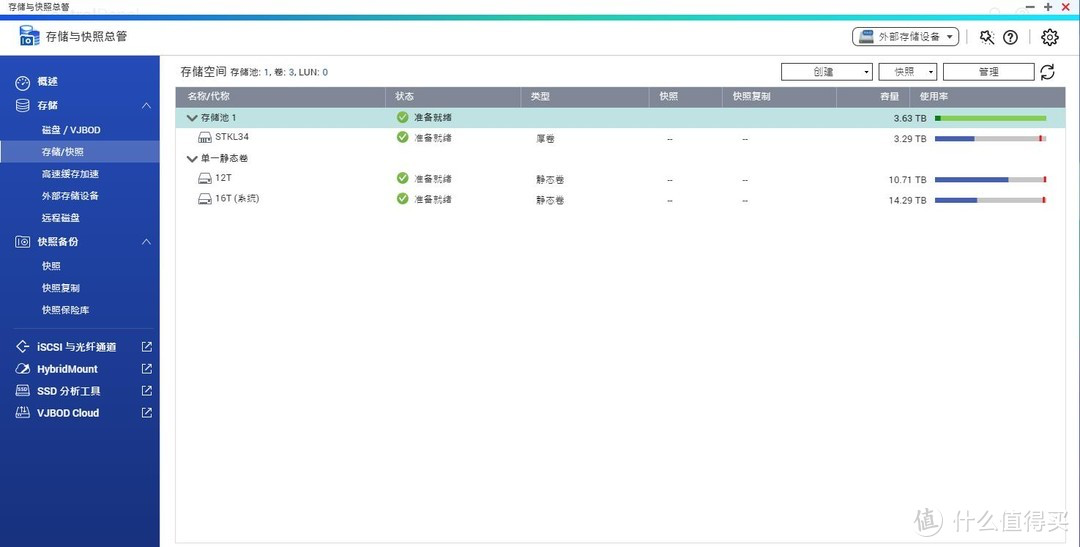 存储与快照总管
存储与快照总管
外部存储设备
概述
存储
磁盘 / VJBOD
存储/快照
高速缓存加速
外部存储设备
远程磁盘
快照备份
快照
快照复制
快照保险库
iSCSI 与光纤通道
HybridMount
SSD 分析工具
VJBOD Cloud
存储空间 存储池: 1, 卷: 3, LUN: 0
创建 快照 管理
名称/代称 状态 类型 快照 快照复制 容量 使用率
存储池 1 准备就绪 3.63 TB
STKL34 准备就绪 厚卷 -- -- 3.29 TB
单一静态卷
12T 准备就绪 静态卷 -- -- 10.71 TB
16T (系统) 准备就绪 静态卷 -- -- 14.29 TB
值 什么值得买